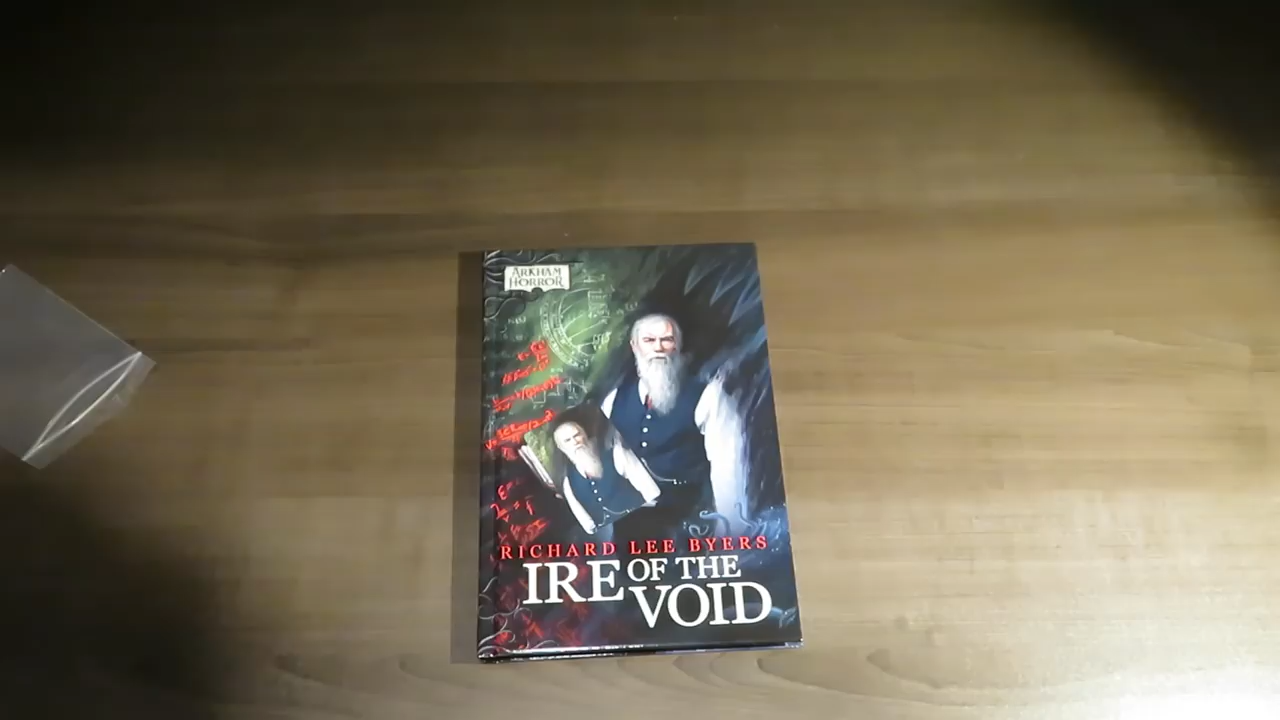 ARKHAM
HORROR
RICHARD LEE BYERS
IRE OF THE
VOID